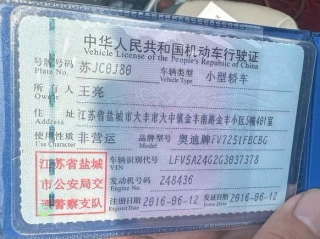 中华人民共和国机动车行驶证
Vehicle License of the People's Republic of China
号牌号码 苏JC0J80 车辆类型 小型轿车
Plate No. Vehicle Type
所有人 王亮
Owner
住址 江苏省盐城市大丰市大中镇金丰南路金丰小区5幢401室
使用性质 非营运 品牌型号 奥迪牌FV7251FBCBG
江苏省盐城 车辆识别代号 LFV5A24G2G3037378
VIN
市公安局交 发动机号码 248436
Engine No.
通警察支队 注册日期 2016-06-12 发证日期 2016-06-12
Register Date Issue Date